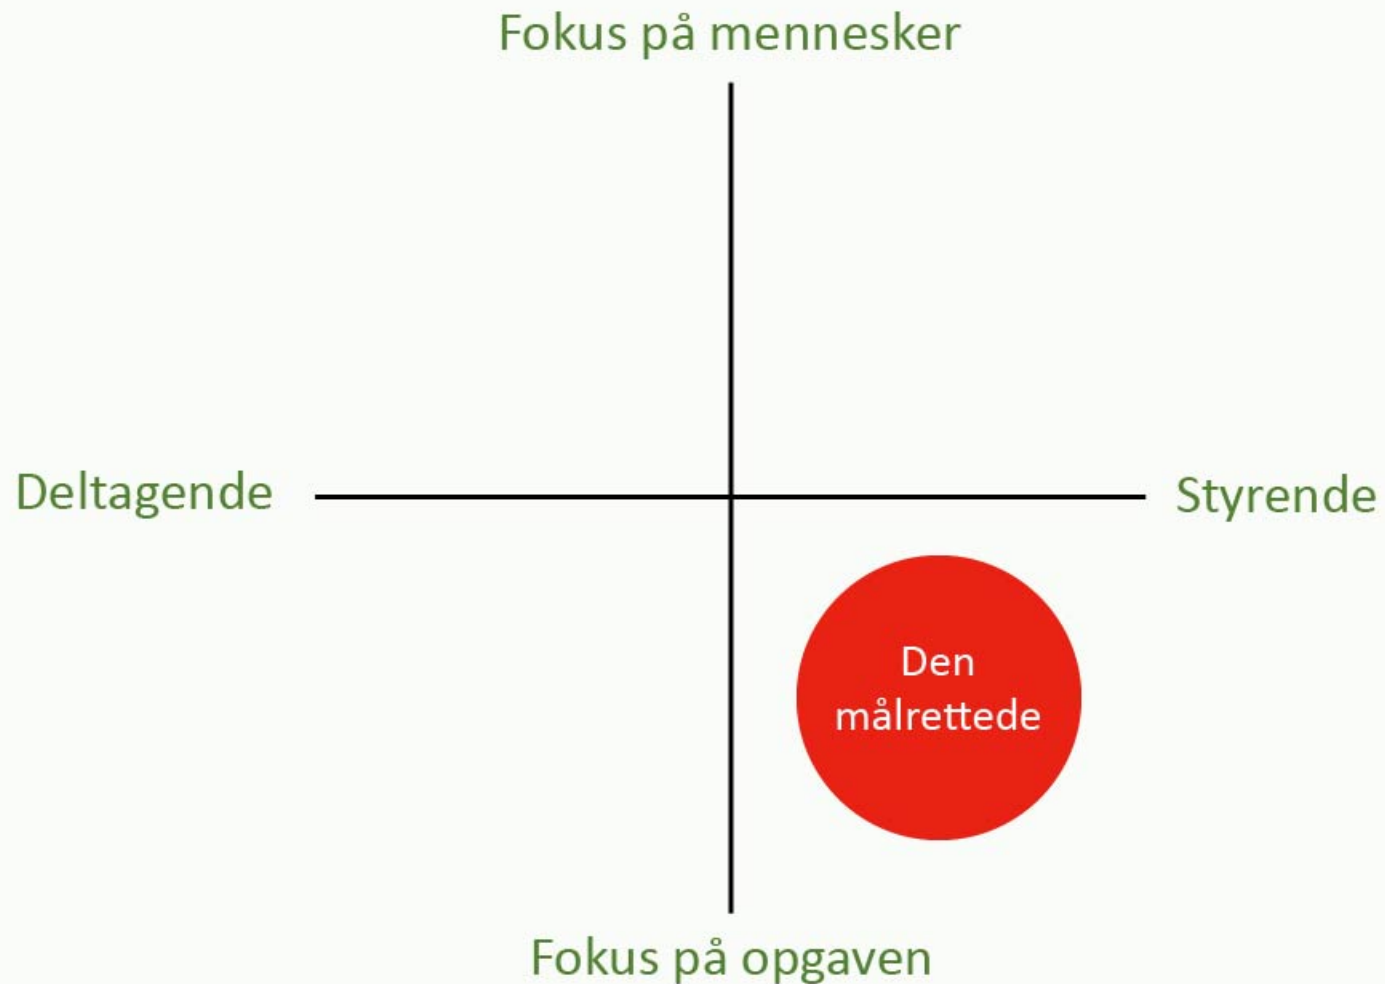 Fokus på mennesker
Deltagende
Styrende
Den
målrettede
Fokus på opgaven